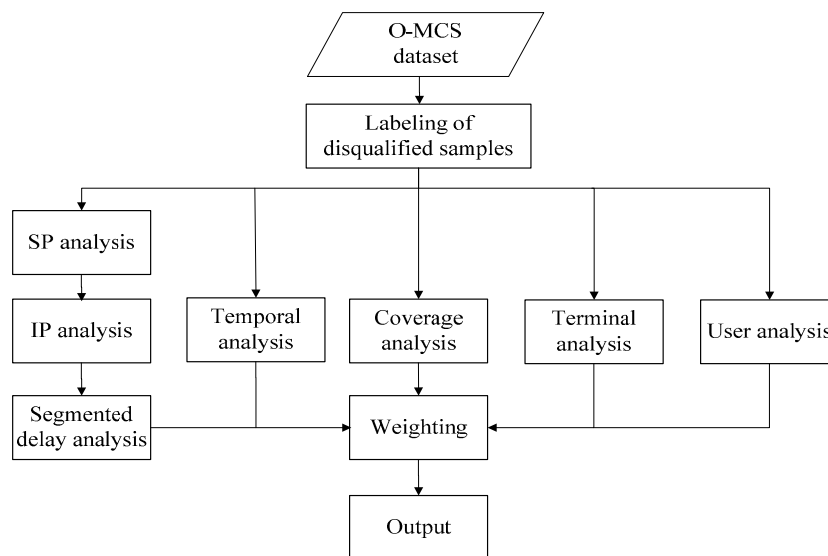 O-MCS
dataset
Labeling of
disqualified samples
SP analysis
IP analysis
Segmented
delay analysis
Temporal
analysis
Coverage
analysis
Terminal
analysis
User analysis
Weighting
Output